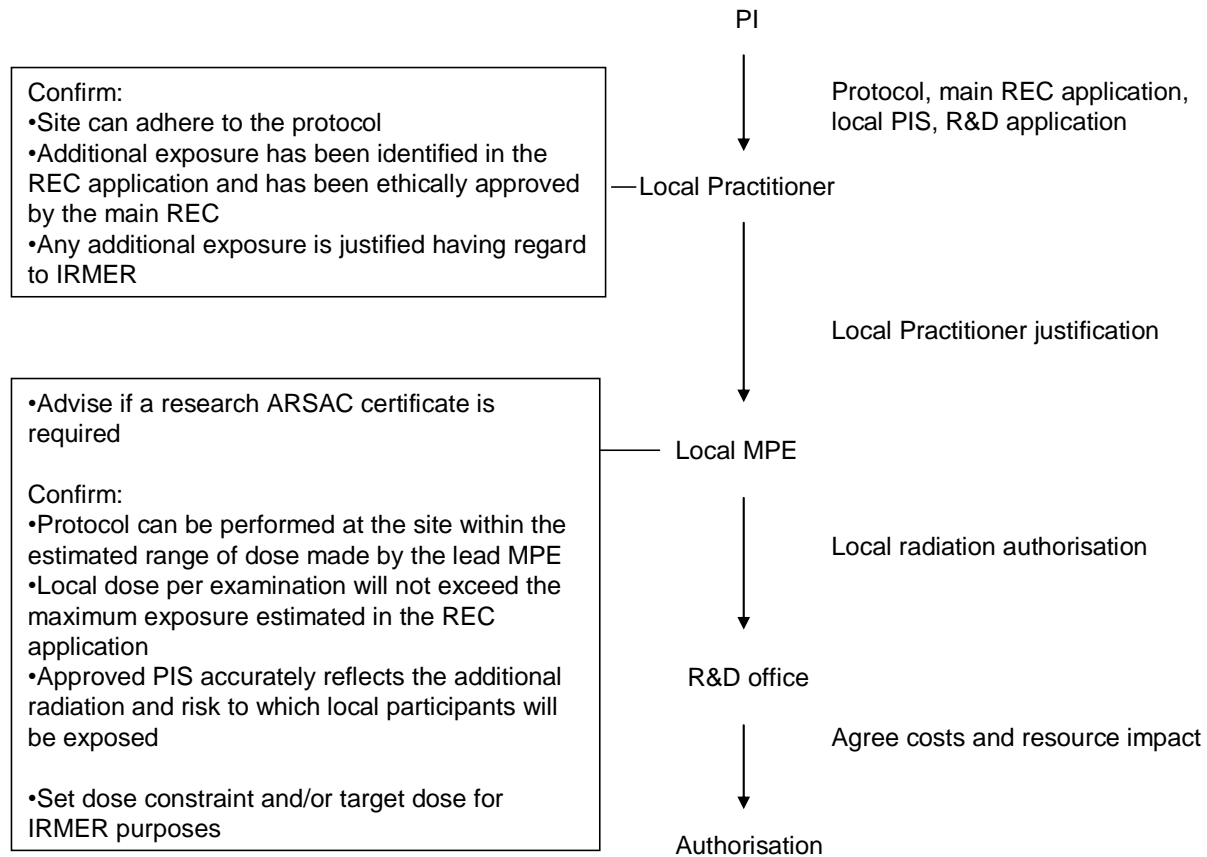 PI
Protocol, main REC application,
local PIS, R&D application
Confirm:
•Site can adhere to the protocol
•Additional exposure has been identified in the
REC application and has been ethically approved
by the main REC
•Any additional exposure is justified having regard
to IRMER
Local Practitioner
Local Practitioner justification
•Advise if a research ARSAC certificate is
required
Confirm:
•Protocol can be performed at the site within the
estimated range of dose made by the lead MPE
•Local dose per examination will not exceed the
maximum exposure estimated in the REC
application
•Approved PIS accurately reflects the additional
radiation and risk to which local participants will
be exposed
•Set dose constraint and/or target dose for
IRMER purposes
Local MPE
Local radiation authorisation
R&D office
Agree costs and resource impact
Authorisation